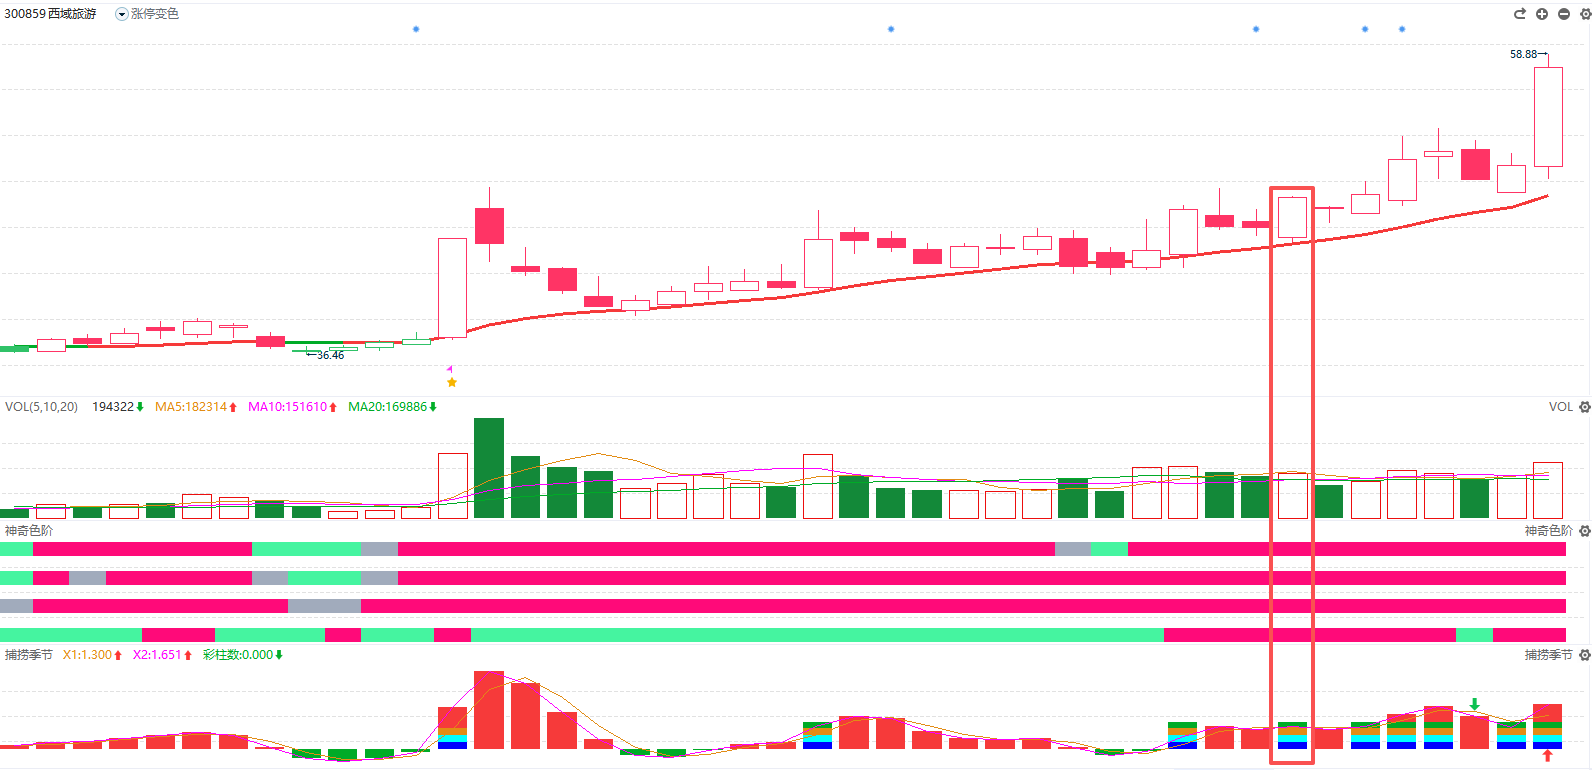 300859 西域旅游 涨停变色
58.88→
←36.46
VOL(5,10,20) 194322 MA5:182314 MA10:151610 MA20:169886 VOL
神奇色阶 神奇色阶
捕捞季节 X1:1.300 X2:1.651 彩柱数:0.000 捕捞季节